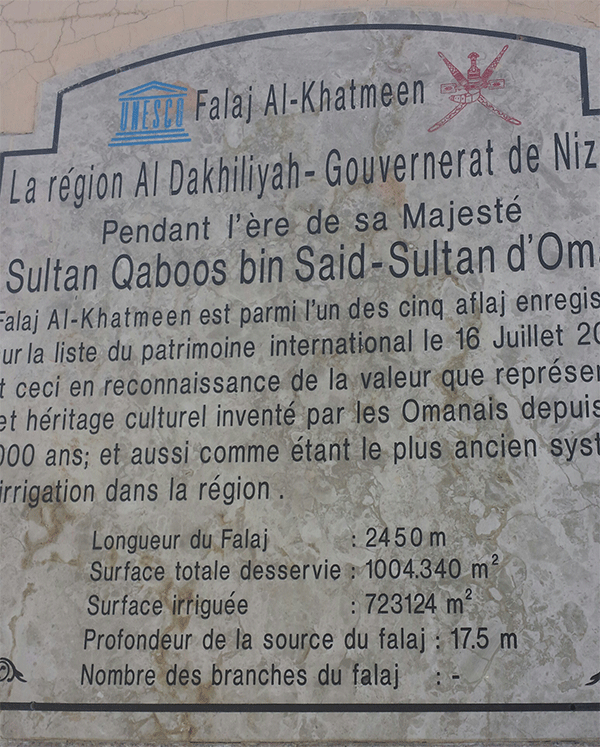 UNESCO Falaj Al-Khatmeen
La région Al Dakhiliyah- Gouvernerat de Niz
Pendant l'ère de sa Majesté
Sultan Qaboos bin Said-Sultan d'Oma
Falaj Al-Khatmeen est parmi l'un des cinq aflaj enregis
ur la liste du patrimoine international le 16 Juillet 20
t ceci en reconnaissance de la valeur que représen
et héritage culturel inventé par les Omanais depuis
000 ans; et aussi comme étant le plus ancien syst
irrigation dans la région .
Longueur du Falaj : 2450 m
Surface totale desservie : 1004.340 m²
Surface irriguée : 723124 m²
Profondeur de la source du falaj : 17.5 m
Nombre des branches du falaj : -